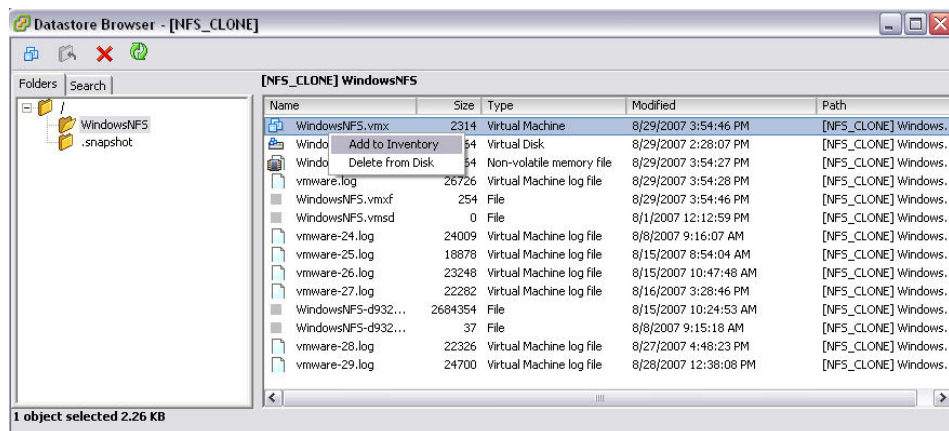 Datastore Browser - [NFS_CLONE]
Folders Search
[NFS_CLONE] WindowsNFS
/
WindowsNFS
.snapshot
Name Size Type Modified Path
WindowsNFS.vmx 2314 Virtual Machine 8/29/2007 3:54:46 PM [NFS_CLONE] Windows.
Windo 64 Virtual Disk 8/29/2007 2:28:07 PM [NFS_CLONE] Windows.
Windo 64 Non-volatile memory file 8/29/2007 3:54:27 PM [NFS_CLONE] Windows.
Add to Inventory
Delete from Disk
vmware.log 26726 Virtual Machine log file 8/29/2007 3:54:28 PM [NFS_CLONE] Windows.
WindowsNFS.vmxf 254 File 8/29/2007 3:54:46 PM [NFS_CLONE] Windows.
WindowsNFS.vmsd 0 File 8/1/2007 12:12:59 PM [NFS_CLONE] Windows.
vmware-24.log 24009 Virtual Machine log file 8/8/2007 9:16:07 AM [NFS_CLONE] Windows.
vmware-25.log 18878 Virtual Machine log file 8/15/2007 8:54:04 AM [NFS_CLONE] Windows.
vmware-26.log 23248 Virtual Machine log file 8/15/2007 10:47:48 AM [NFS_CLONE] Windows.
vmware-27.log 22282 Virtual Machine log file 8/16/2007 3:28:46 PM [NFS_CLONE] Windows.
WindowsNFS-d932... 2684354 File 8/15/2007 10:24:53 AM [NFS_CLONE] Windows.
WindowsNFS-d932... 37 File 8/8/2007 9:15:18 AM [NFS_CLONE] Windows.
vmware-28.log 22326 Virtual Machine log file 8/27/2007 4:48:23 PM [NFS_CLONE] Windows.
vmware-29.log 24700 Virtual Machine log file 8/28/2007 12:38:08 PM [NFS_CLONE] Windows.
1 object selected 2.26 KB